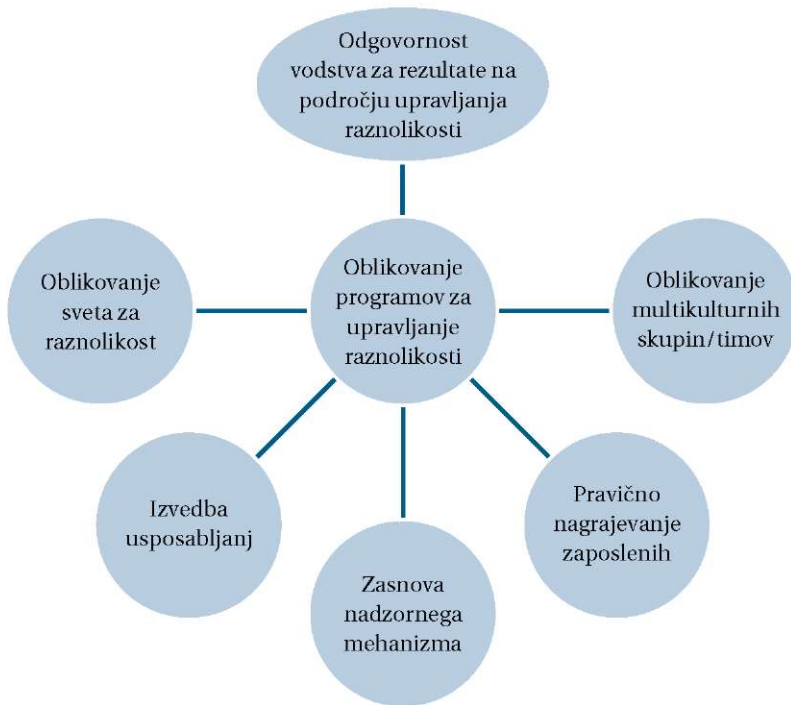 Odgovornost
vodstva za rezultate na
področju upravljanja
raznolikosti
Oblikovanje
sveta za
raznolikost
Oblikovanje
programov za
upravljanje
raznolikosti
Oblikovanje
multikulturnih
skupin/timov
Izvedba
usposabljanj
Zasnova
nadzornega
mehanizma
Pravično
nagrajevanje
zaposlenih